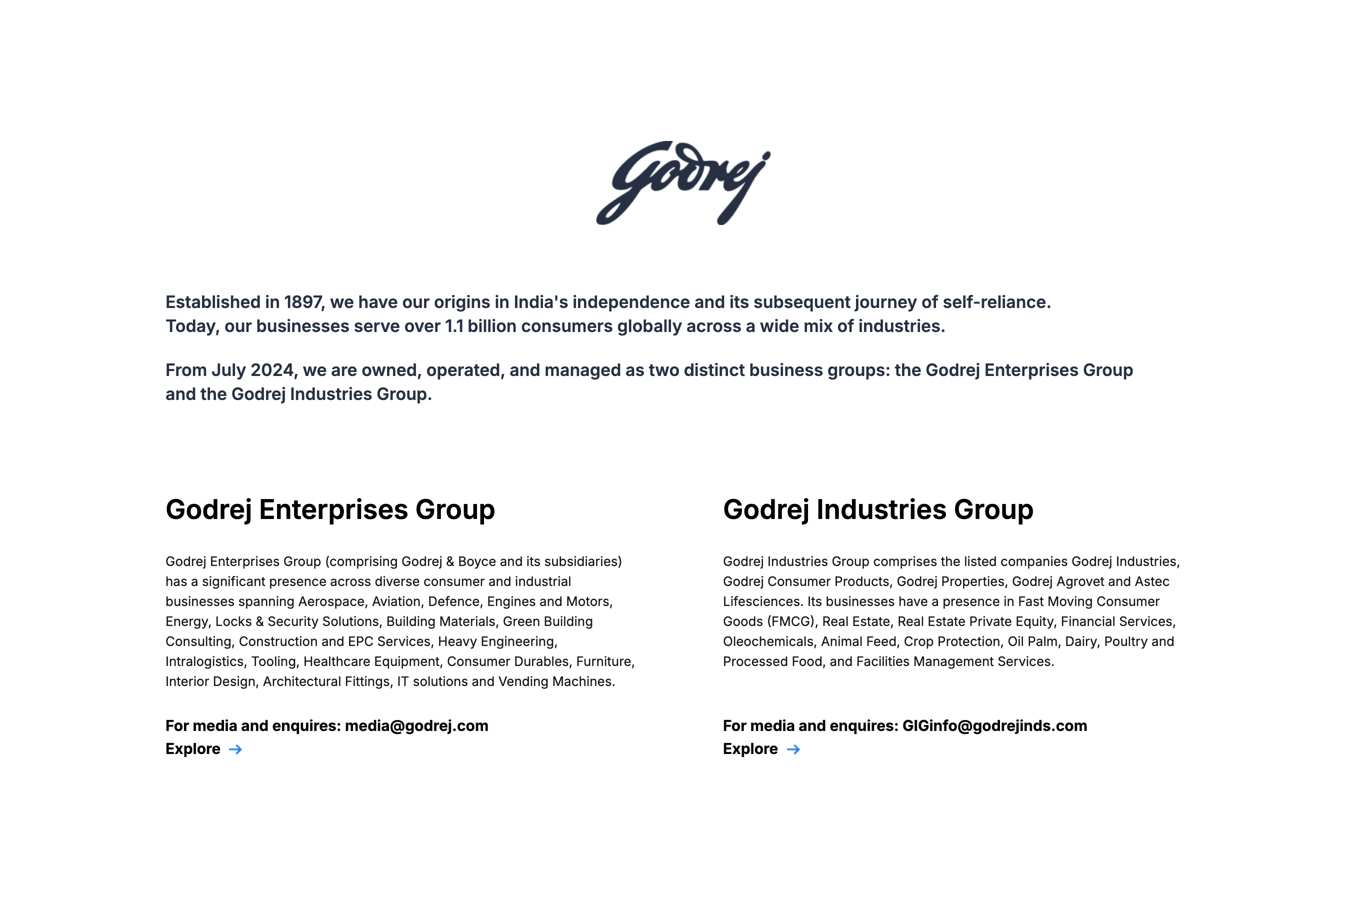 Godrej
Established in 1897, we have our origins in India's independence and its subsequent journey of self-reliance.
Today, our businesses serve over 1.1 billion consumers globally across a wide mix of industries.
From July 2024, we are owned, operated, and managed as two distinct business groups: the Godrej Enterprises Group
and the Godrej Industries Group.
Godrej Enterprises Group
Godrej Enterprises Group (comprising Godrej & Boyce and its subsidiaries)
has a significant presence across diverse consumer and industrial
businesses spanning Aerospace, Aviation, Defence, Engines and Motors,
Energy, Locks & Security Solutions, Building Materials, Green Building
Consulting, Construction and EPC Services, Heavy Engineering,
Intralogistics, Tooling, Healthcare Equipment, Consumer Durables, Furniture,
Interior Design, Architectural Fittings, IT solutions and Vending Machines.
For media and enquires: media@godrej.com
Explore →
Godrej Industries Group
Godrej Industries Group comprises the listed companies Godrej Industries,
Godrej Consumer Products, Godrej Properties, Godrej Agrovet and Astec
Lifesciences. Its businesses have a presence in Fast Moving Consumer
Goods (FMCG), Real Estate, Real Estate Private Equity, Financial Services,
Oleochemicals, Animal Feed, Crop Protection, Oil Palm, Dairy, Poultry and
Processed Food, and Facilities Management Services.
For media and enquires: GIGinfo@godrejinds.com
Explore →